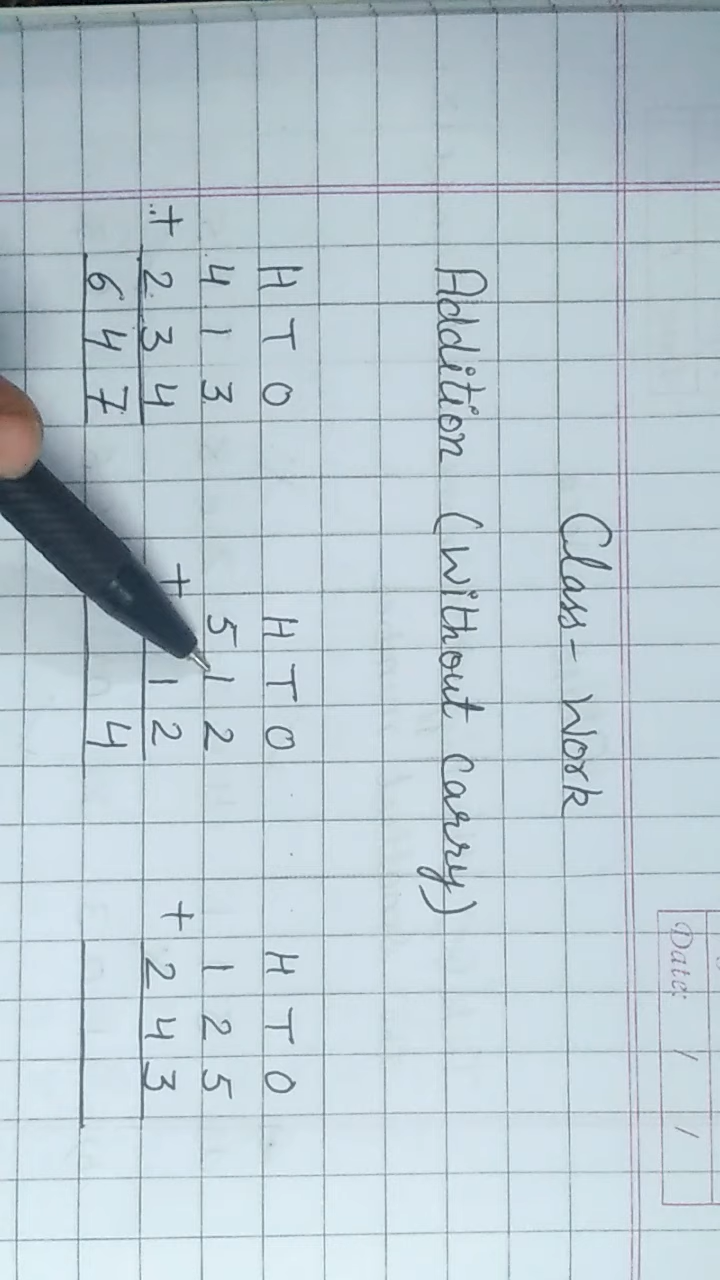 Date: / /
Class-Work
Addition (Without Carry)
H T O H T O H T O
4 1 3 5 1 2 1 2 5
+ 2 3 4 + 1 2 + 2 4 3
6 4 7 4